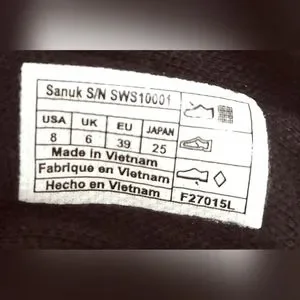 Sanuk S/N SWS10001
USA UK EU JAPAN
8 6 39 25
Made in Vietnam
Fabrique en Vietnam
Hecho en Vietnam
F27015L